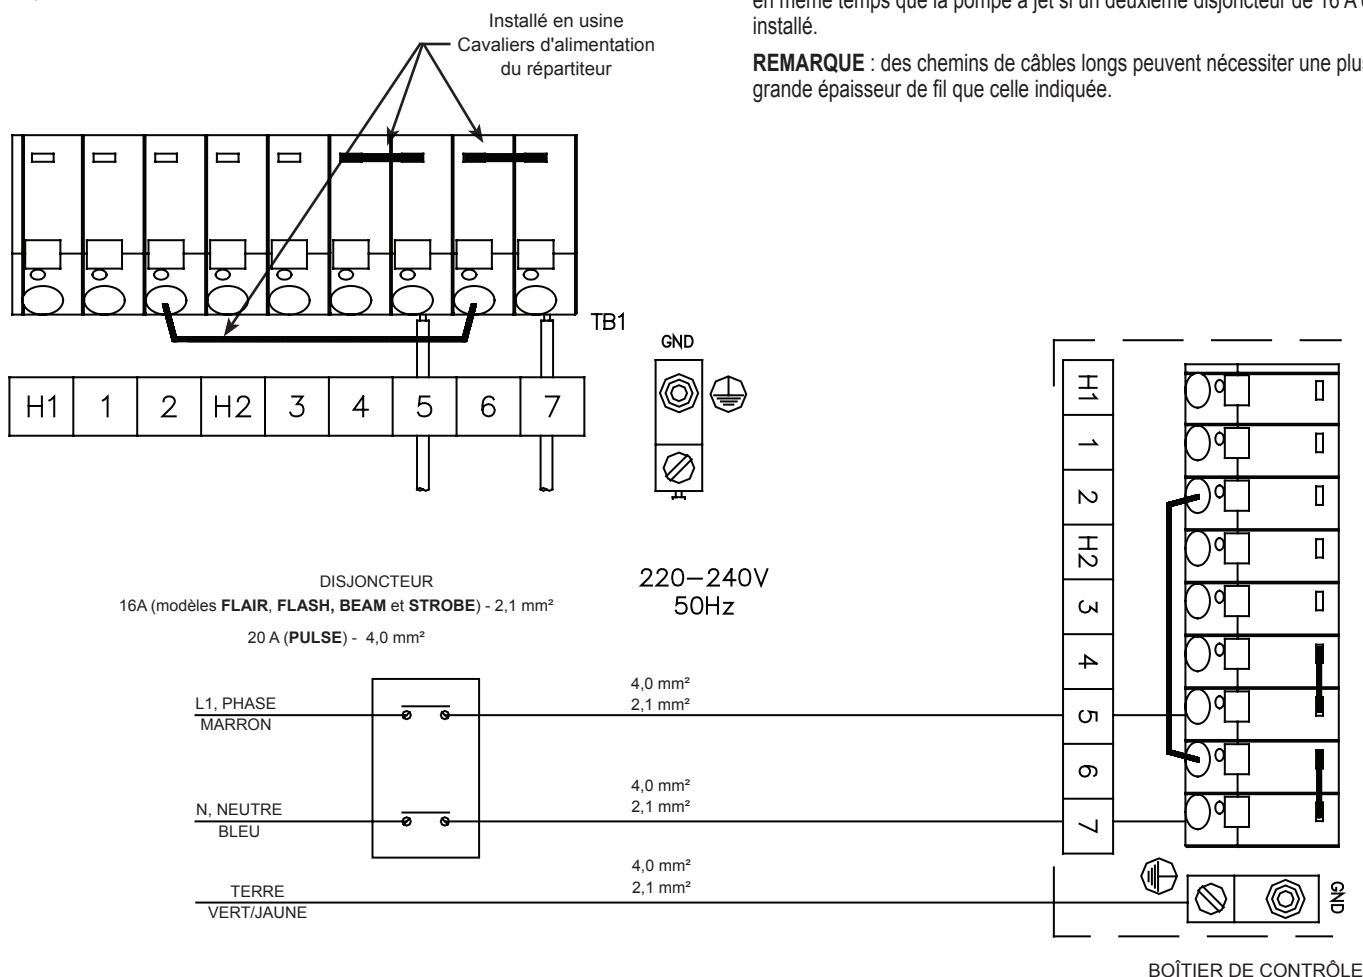 Installé en usine
Cavaliers d'alimentation
du répartiteur
en même temps que la pompe à jet si un deuxième disjoncteur de 16 A
installé.
REMARQUE : des chemins de câbles longs peuvent nécessiter une plus
grande épaisseur de fil que celle indiquée.
TB1
H1 1 2 H2 3 4 5 6 7
GND
DISJONCTEUR
16A (modèles FLAIR, FLASH, BEAM et STROBE) - 2,1 mm²
20 A (PULSE) - 4,0 mm²
220–240V
50Hz
L1, PHASE
MARRON
4,0 mm²
2,1 mm²
N, NEUTRE
BLEU
4,0 mm²
2,1 mm²
TERRE
VERT/JAUNE
4,0 mm²
2,1 mm²
H1
1
2
H2
3
4
5
6
7
GND
BOÎTIER DE CONTRÔLE